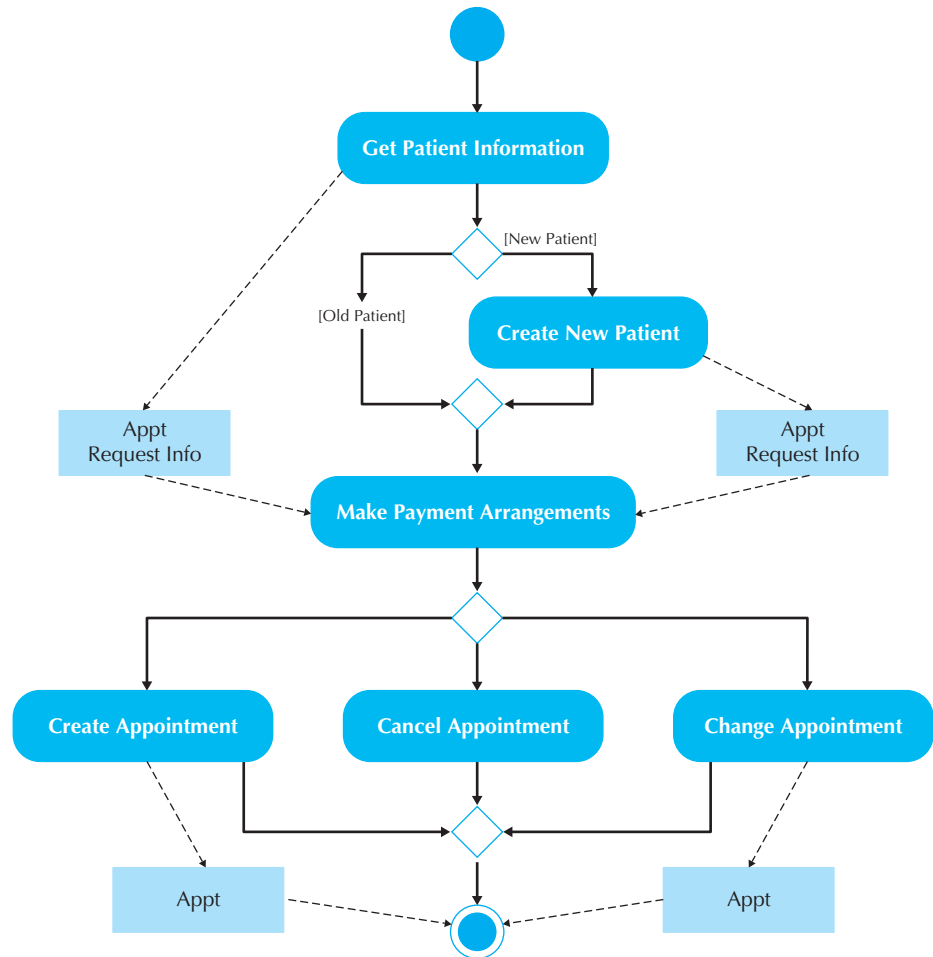 Get Patient Information
[New Patient]
[Old Patient]
Create New Patient
Appt
Request Info
Appt
Request Info
Make Payment Arrangements
Create Appointment
Cancel Appointment
Change Appointment
Appt
Appt